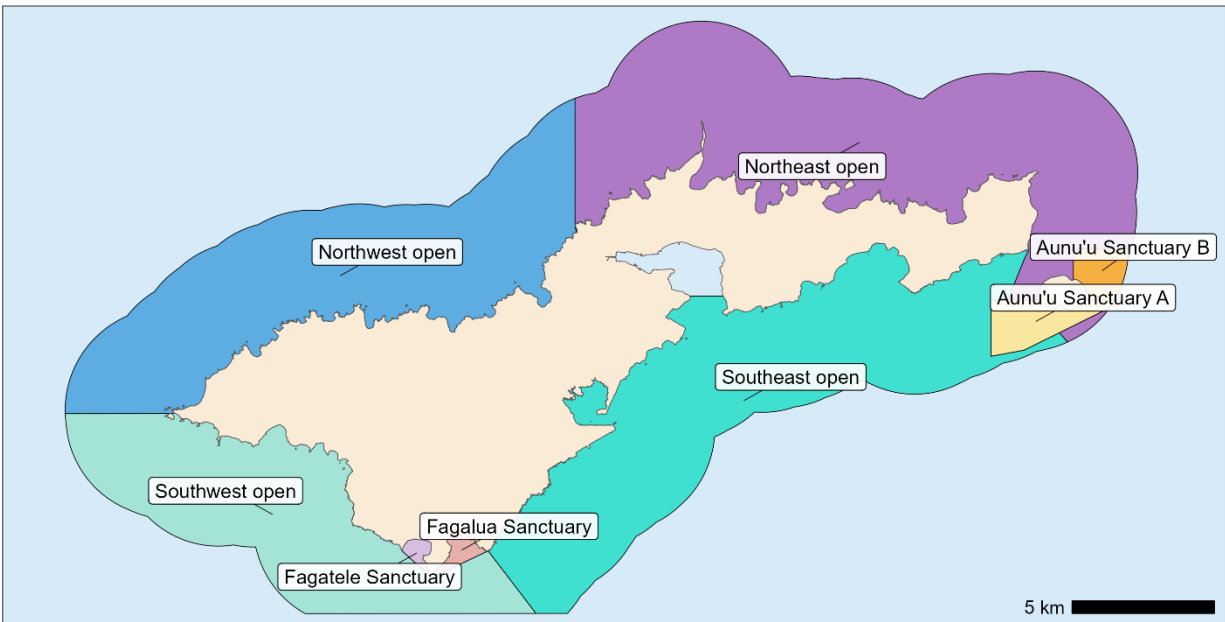 Northeast open
Northwest open
Aunu'u Sanctuary B
Aunu'u Sanctuary A
Southeast open
Southwest open
Fagalua Sanctuary
Fagatele Sanctuary
5 km